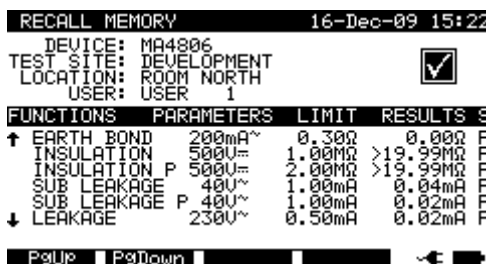 RECALL MEMORY 16-Dec-09 15:22
DEVICE: MA4806
TEST SITE: DEVELOPMENT
LOCATION: ROOM NORTH
USER: USER 1
FUNCTIONS PARAMETERS LIMIT RESULTS S
↑ EARTH BOND 200mA~ 0.30Ω 0.00Ω P
INSULATION 500V⎓ 1.00MΩ >19.99MΩ P
INSULATION P 500V⎓ 2.00MΩ >19.99MΩ P
SUB LEAKAGE 40V~ 1.00mA 0.04mA P
SUB LEAKAGE P 40V~ 1.00mA 0.02mA P
↓ LEAKAGE 230V~ 0.50mA 0.02mA P
PgUp PgDown